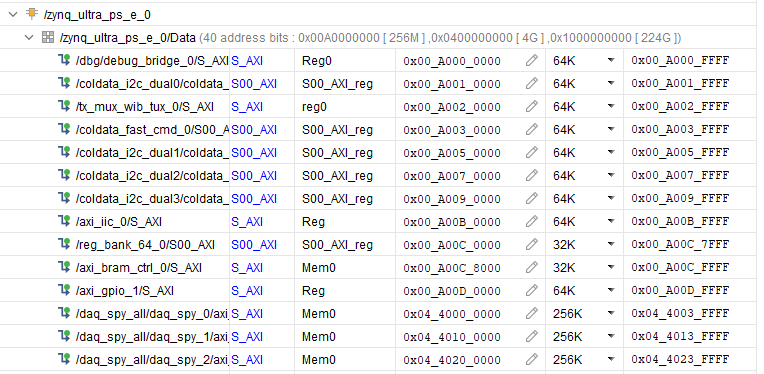 /zynq_ultra_ps_e_0
/zynq_ultra_ps_e_0/Data (40 address bits : 0x00A0000000 [ 256M ] ,0x0400000000 [ 4G ] ,0x1000000000 [ 224G ])
/dbg/debug_bridge_0/S_AXI S_AXI Reg0 0x00_A000_0000 64K 0x00_A000_FFFF
/coldata_i2c_dual0/coldata_ S00_AXI S00_AXI_reg 0x00_A001_0000 64K 0x00_A001_FFFF
/tx_mux_wib_tux_0/S_AXI S_AXI reg0 0x00_A002_0000 64K 0x00_A002_FFFF
/coldata_fast_cmd_0/S00_A S00_AXI S00_AXI_reg 0x00_A003_0000 64K 0x00_A003_FFFF
/coldata_i2c_dual1/coldata_ S00_AXI S00_AXI_reg 0x00_A005_0000 64K 0x00_A005_FFFF
/coldata_i2c_dual2/coldata_ S00_AXI S00_AXI_reg 0x00_A007_0000 64K 0x00_A007_FFFF
/coldata_i2c_dual3/coldata_ S00_AXI S00_AXI_reg 0x00_A009_0000 64K 0x00_A009_FFFF
/axi_iic_0/S_AXI S_AXI Reg 0x00_A00B_0000 64K 0x00_A00B_FFFF
/reg_bank_64_0/S00_AXI S00_AXI S00_AXI_reg 0x00_A00C_0000 32K 0x00_A00C_7FFF
/axi_bram_ctrl_0/S_AXI S_AXI Mem0 0x00_A00C_8000 32K 0x00_A00C_FFFF
/axi_gpio_1/S_AXI S_AXI Reg 0x00_A00D_0000 64K 0x00_A00D_FFFF
/daq_spy_all/daq_spy_0/axi_ S_AXI Mem0 0x04_4000_0000 256K 0x04_4003_FFFF
/daq_spy_all/daq_spy_1/axi_ S_AXI Mem0 0x04_4010_0000 256K 0x04_4013_FFFF
/daq_spy_all/daq_spy_2/axi_ S_AXI Mem0 0x04_4020_0000 256K 0x04_4023_FFFF